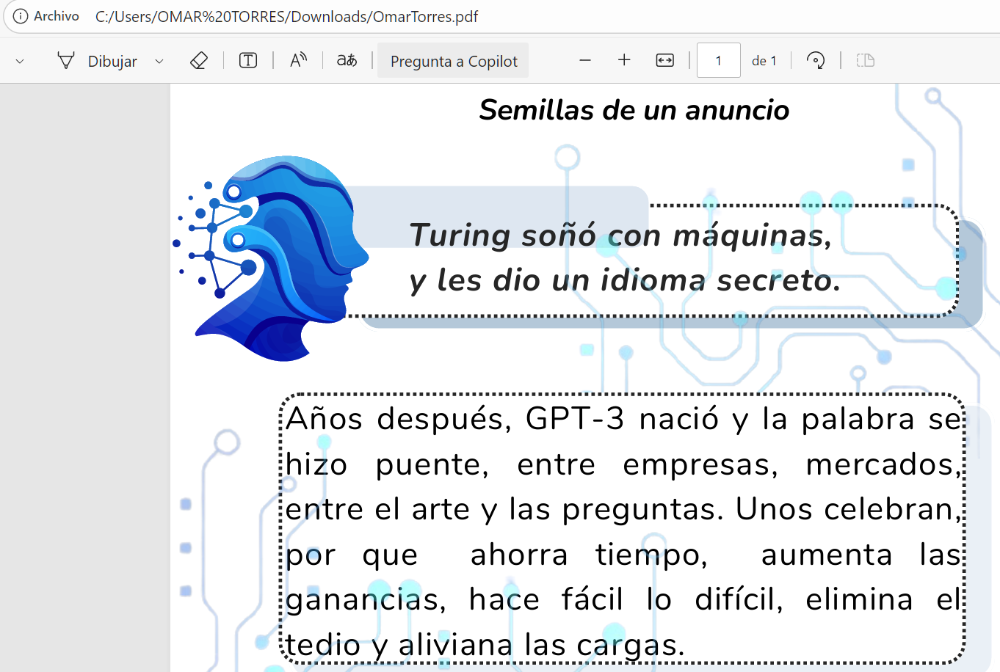 Archivo C:/Users/OMAR%20TORRES/Downloads/OmarTorres.pdf
Dibujar T A aあ Pregunta a Copilot 1 de 1
Semillas de un anuncio
Turing soñó con máquinas,
y les dio un idioma secreto.
Años después, GPT-3 nació y la palabra se
hizo puente, entre empresas, mercados,
entre el arte y las preguntas. Unos celebran,
por que ahorra tiempo, aumenta las
ganancias, hace fácil lo difícil, elimina el
tedio y aliviana las cargas.